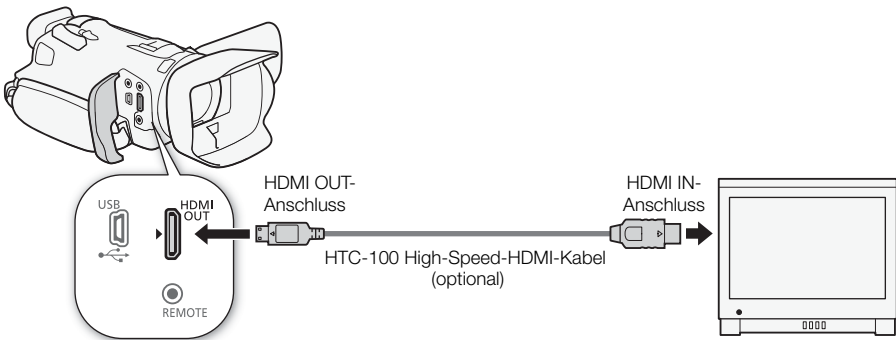 HDMI OUT-
Anschluss
HDMI IN-
Anschluss
USB
HDMI
OUT
HTC-100 High-Speed-HDMI-Kabel
(optional)
REMOTE